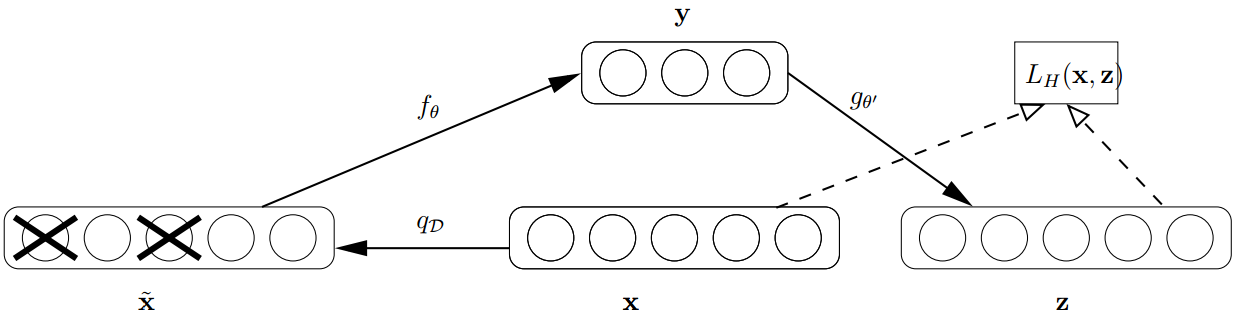 y
L_H(x, z)
f_θ
g_θ′
q_𝒟
x̃
x
z